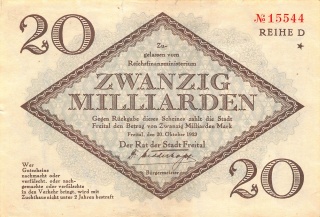 20
№15544
REIHE D
*
Zu-
gelassen vom
Reichsfinanzministerium
ZWANZIG
MILLIARDEN
Gegen Rückgabe dieses Scheines zahlt die Stadt
Freital den Betrag von Zwanzig Milliarden Mark
Freital, den 20. Oktober 1923
Der Rat der Stadt Freital
Bürgermeister
Wer
Gutscheine
nachmacht oder
verfälscht, oder nach-
gemachte oder verfälschte
in den Verkehr bringt, wird mit
Zuchthaus nicht unter 2 Jahren bestraft
20